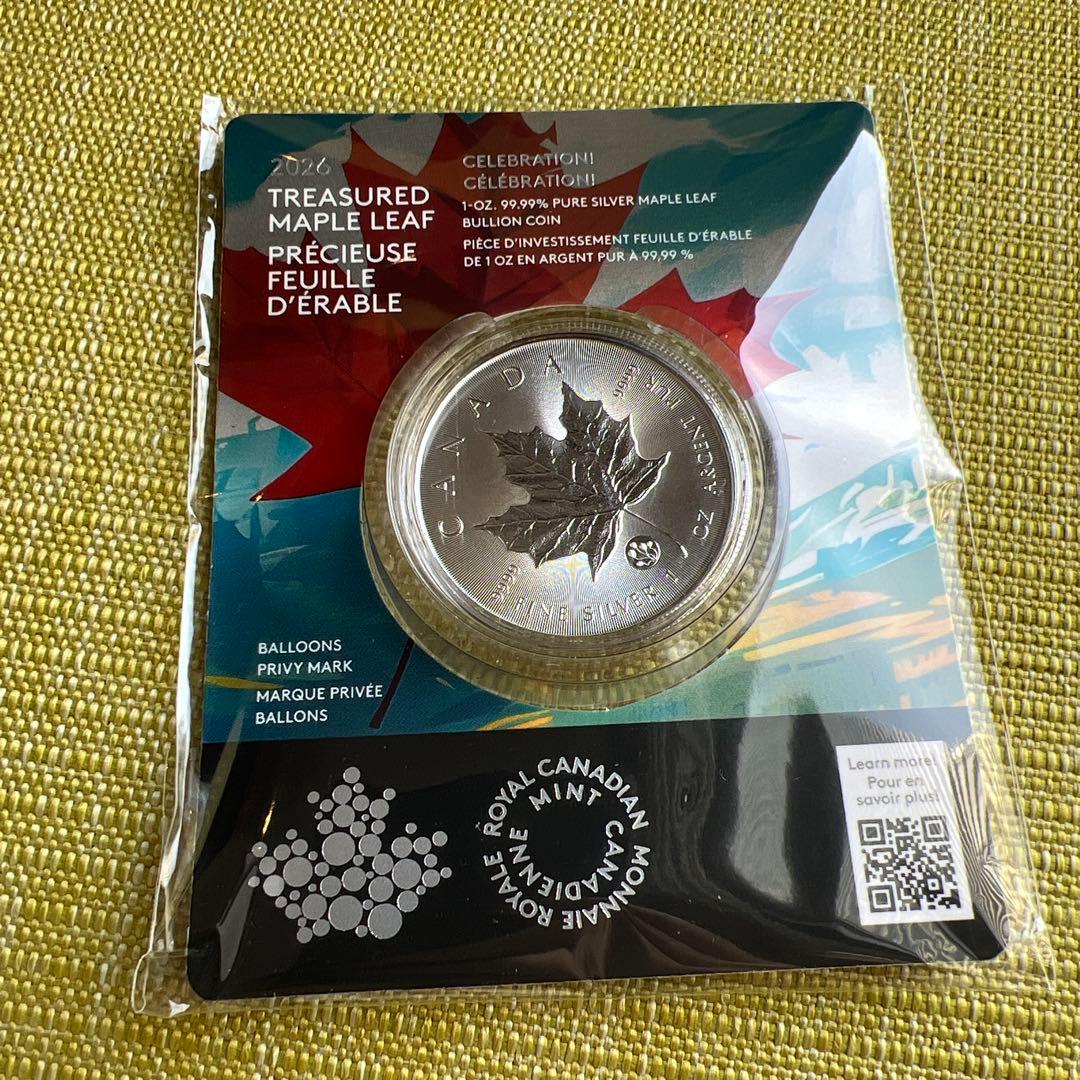 2026
TREASURED
MAPLE LEAF
PRÉCIEUSE
FEUILLE
D'ÉRABLE
CELEBRATION!
CÉLÉBRATION!
1-OZ. 99.99% PURE SILVER MAPLE LEAF
BULLION COIN
PIÈCE D'INVESTISSEMENT FEUILLE D'ÉRABLE
DE 1 OZ EN ARGENT PUR À 99,99 %
CANADA
9999
9999
FINE SILVER 1 OZ ARGENT PUR
BALLOONS
PRIVY MARK
MARQUE PRIVÉE
BALLONS
ROYAL CANADIAN
MINT
MONNAIE ROYALE
CANADIENNE
Learn more!
Pour en
savoir plus!